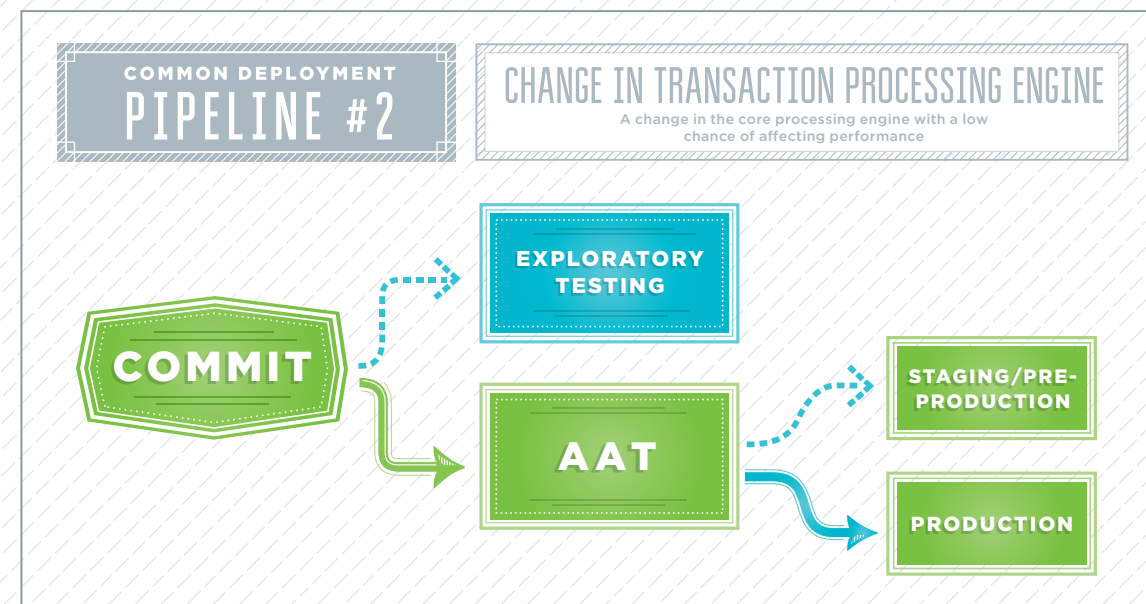 COMMON DEPLOYMENT
PIPELINE #2
CHANGE IN TRANSACTION PROCESSING ENGINE
A change in the core processing engine with a low
chance of affecting performance
EXPLORATORY
TESTING
COMMIT
AAT
STAGING/PRE-
PRODUCTION
PRODUCTION